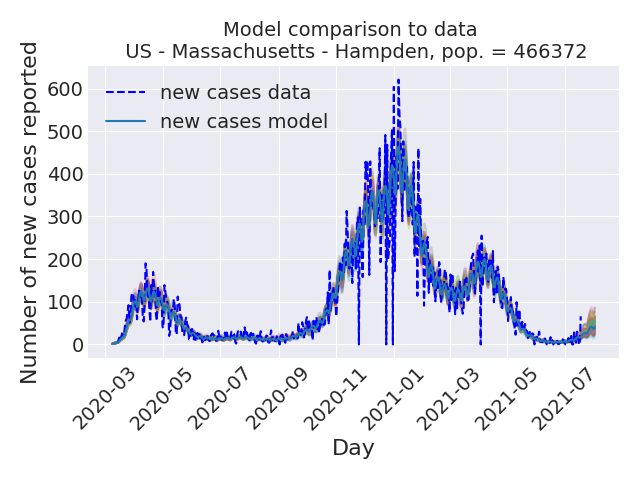 Model comparison to data
US - Massachusetts - Hampden, pop. = 466372
Number of new cases reported
600
500
400
300
200
100
0
new cases data
new cases model
2020-03
2020-05
2020-07
2020-09
2020-11
2021-01
2021-03
2021-05
2021-07
Day